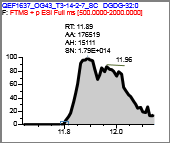 QEF1637_OG43_T3-14-2-7_SC DGDG-32:0
F: FTMS + p ESI Full ms [500.0000-2000.0000]
RT: 11.89
AA: 176519
AH: 15111
SN: 1.79E+014
11.96
100
80
60
40
20
0
11.8
12.0